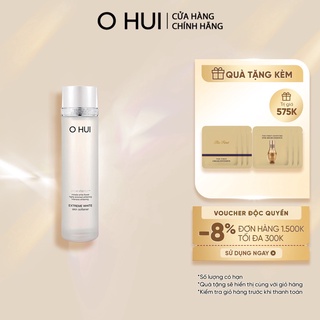 O HUI
CỬA HÀNG
CHÍNH HÃNG
QUÀ TẶNG KÈM
Trị giá
575K
O HUI
EXTREME WHITE
VOUCHER ĐỘC QUYỀN
-8% ĐƠN HÀNG 1.500K
TỐI ĐA 300K
SỬ DỤNG NGAY
*Số lượng có hạn
*Quà tặng sẽ hiển thị cùng với giỏ hàng
*Kiểm tra giỏ hàng trước khi thanh toán